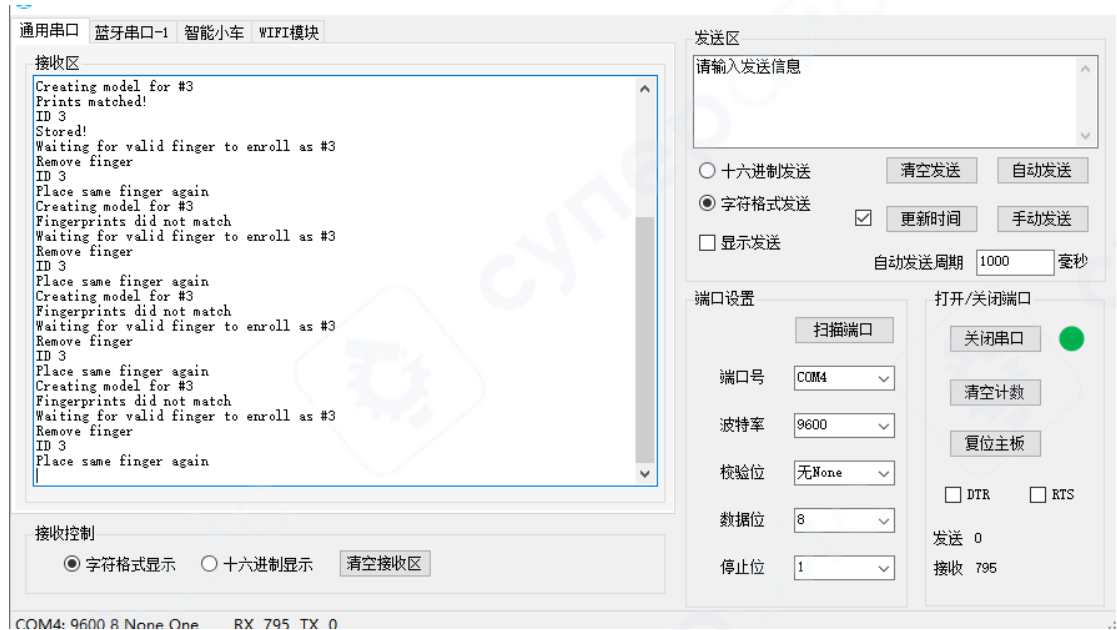 通用串口 蓝牙串口-1 智能小车 WIFI模块
接收区
Creating model for #3
Prints matched!
ID 3
Stored!
Waiting for valid finger to enroll as #3
Remove finger
ID 3
Place same finger again
Creating model for #3
Fingerprints did not match
Waiting for valid finger to enroll as #3
Remove finger
ID 3
Place same finger again
Creating model for #3
Fingerprints did not match
Waiting for valid finger to enroll as #3
Remove finger
ID 3
Place same finger again
Creating model for #3
Fingerprints did not match
Waiting for valid finger to enroll as #3
Remove finger
ID 3
Place same finger again
接收控制
字符格式显示 十六进制显示 清空接收区
发送区
请输入发送信息
十六进制发送 清空发送 自动发送
字符格式发送
更新时间 手动发送
显示发送
自动发送周期 1000 毫秒
端口设置
扫描端口
端口号 COM4
波特率 9600
校验位 无None
数据位 8
停止位 1
打开/关闭端口
关闭串口
清空计数
复位主板
DTR RTS
发送 0
接收 795
COM4: 9600 8 None One RX 795 TX 0